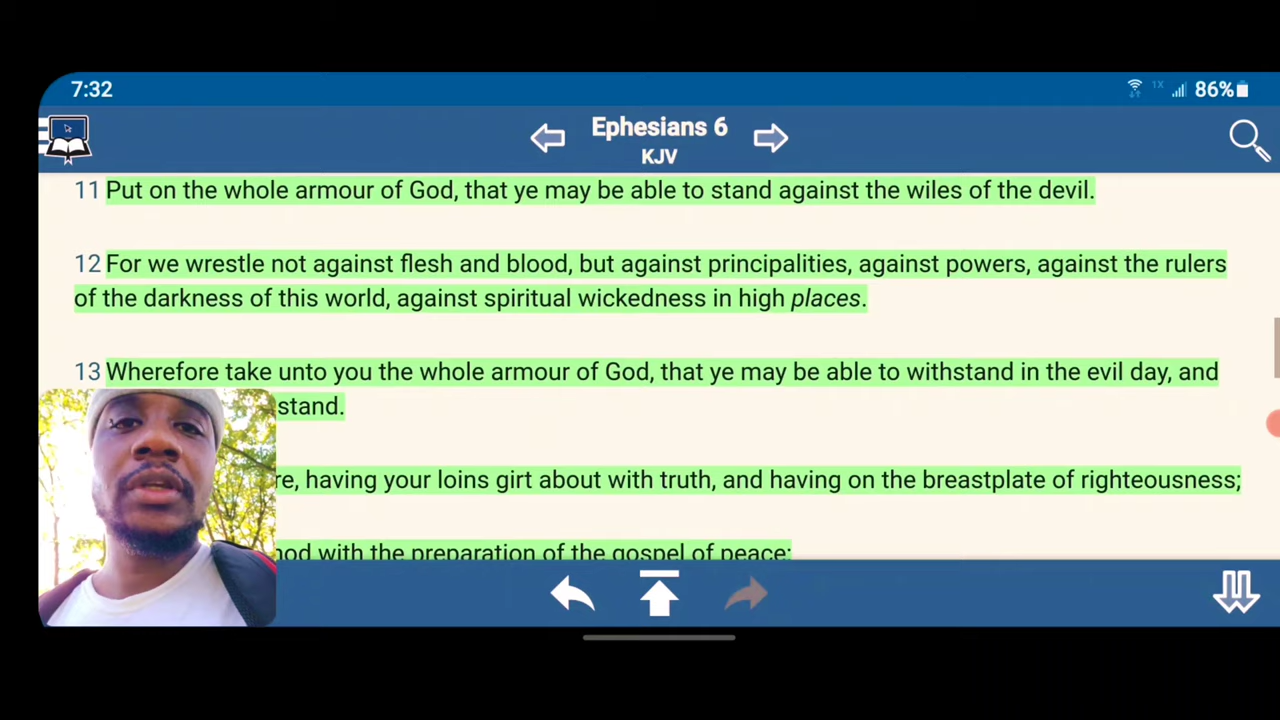 7:32
1X
86%
Ephesians 6
KJV
11 Put on the whole armour of God, that ye may be able to stand against the wiles of the devil.
12 For we wrestle not against flesh and blood, but against principalities, against powers, against the rulers
of the darkness of this world, against spiritual wickedness in high places.
13 Wherefore take unto you the whole armour of God, that ye may be able to withstand in the evil day, and
stand.
re, having your loins girt about with truth, and having on the breastplate of righteousness;
hod with the preparation of the gospel of peace;